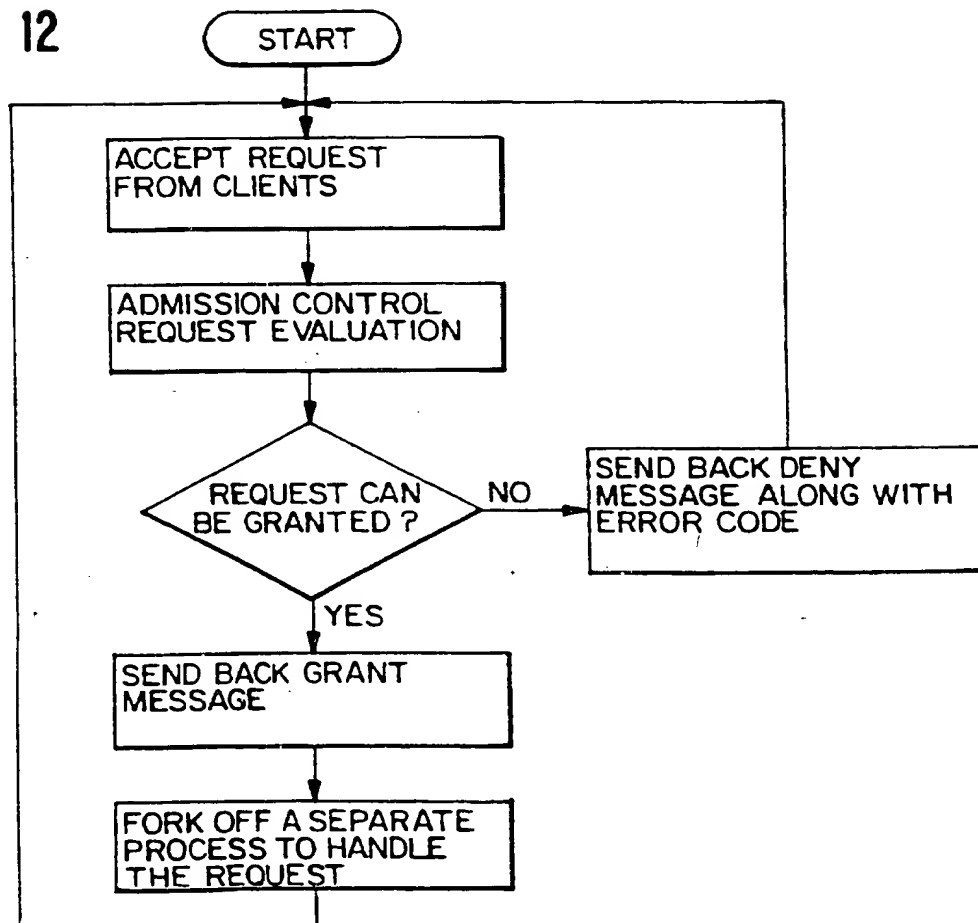 12
START
ACCEPT REQUEST
FROM CLIENTS
ADMISSION CONTROL
REQUEST EVALUATION
REQUEST CAN
BE GRANTED ?
NO
SEND BACK DENY
MESSAGE ALONG WITH
ERROR CODE
YES
SEND BACK GRANT
MESSAGE
FORK OFF A SEPARATE
PROCESS TO HANDLE
THE REQUEST